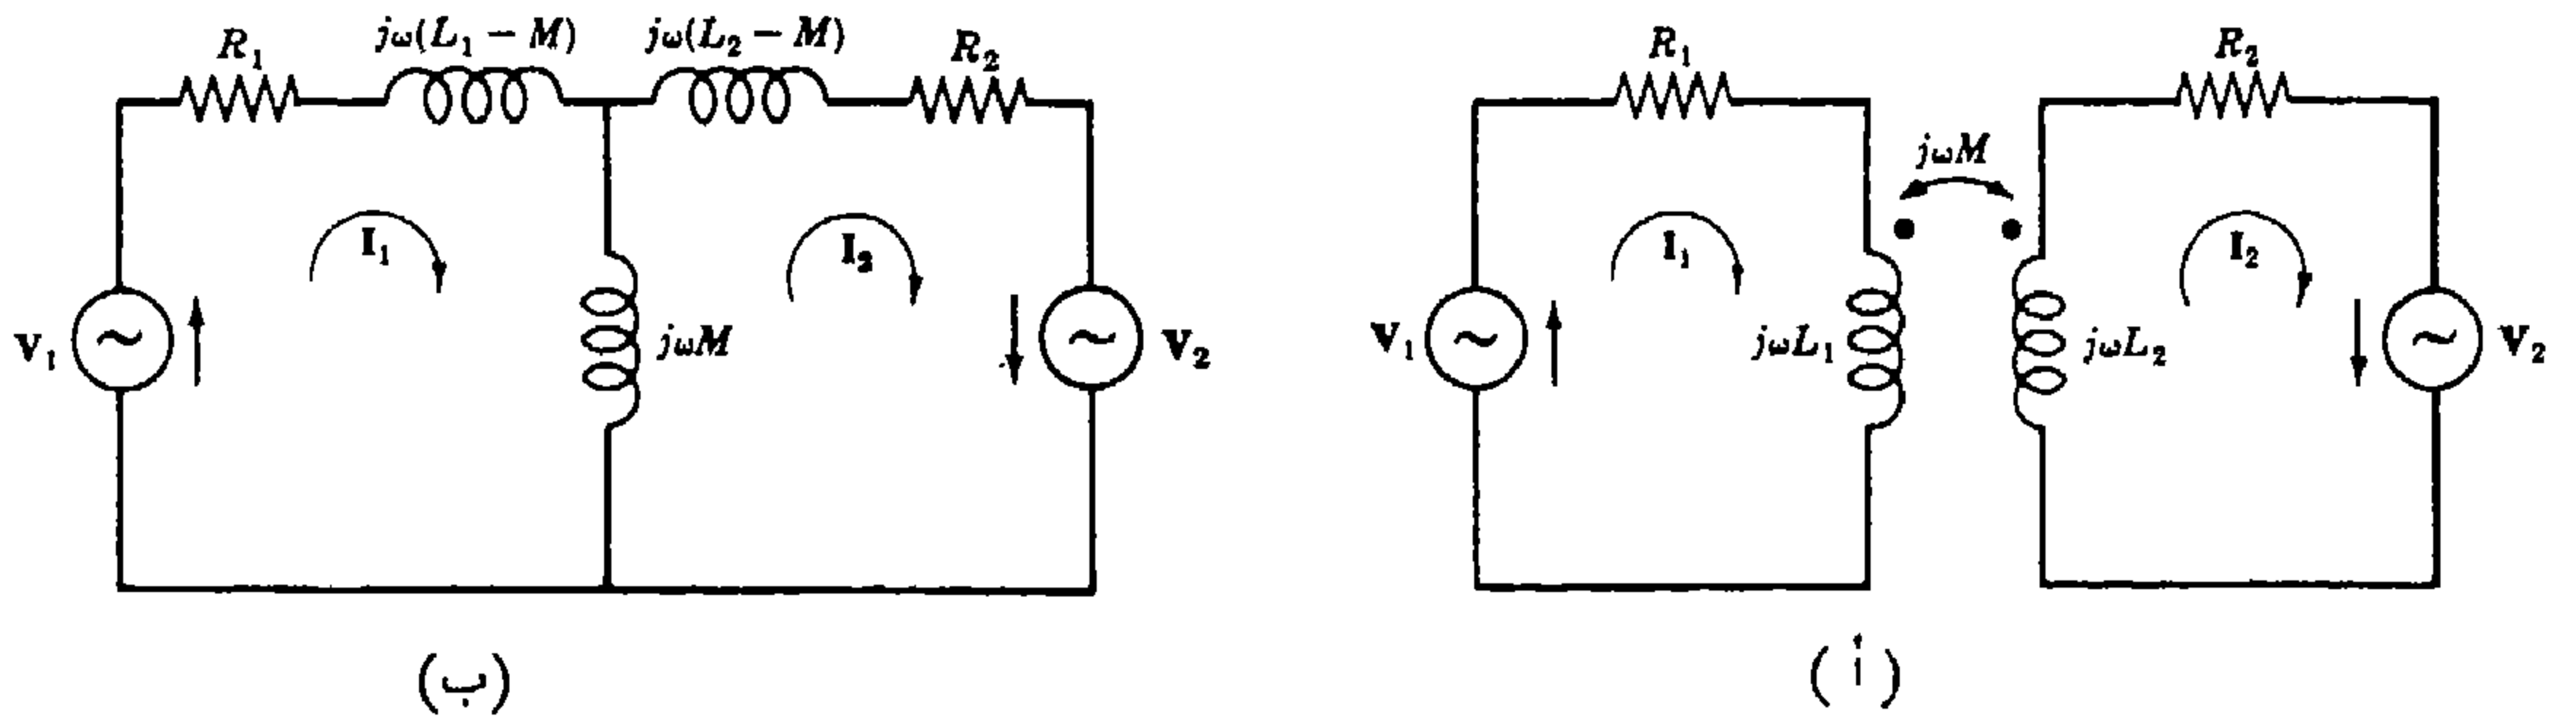 R₁ jω(L₁ − M) jω(L₂ − M) R₂
I₁ I₂
V₁ ~ jωM ~ V₂
(ب)
R₁ R₂
jωM
I₁ I₂
V₁ ~ jωL₁ jωL₂ ~ V₂
(أ)